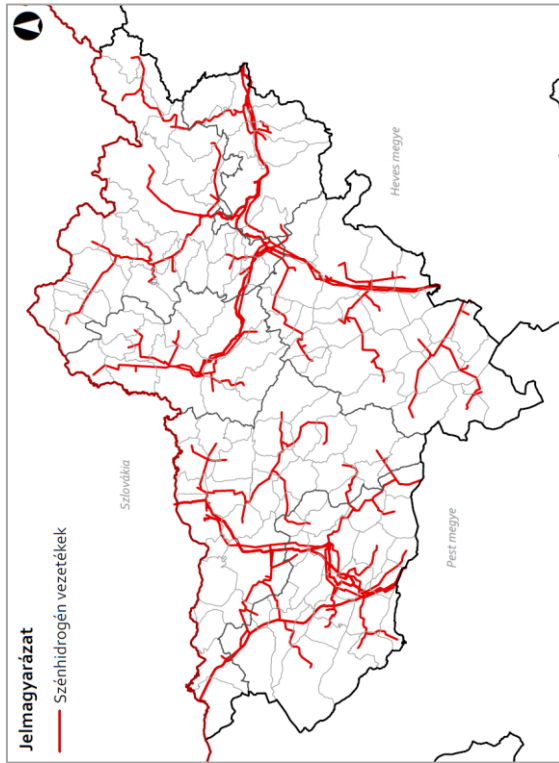 Jelmagyarázat
Szénhidrogén vezetékek
Szlovákia
Pest megye
Heves megye